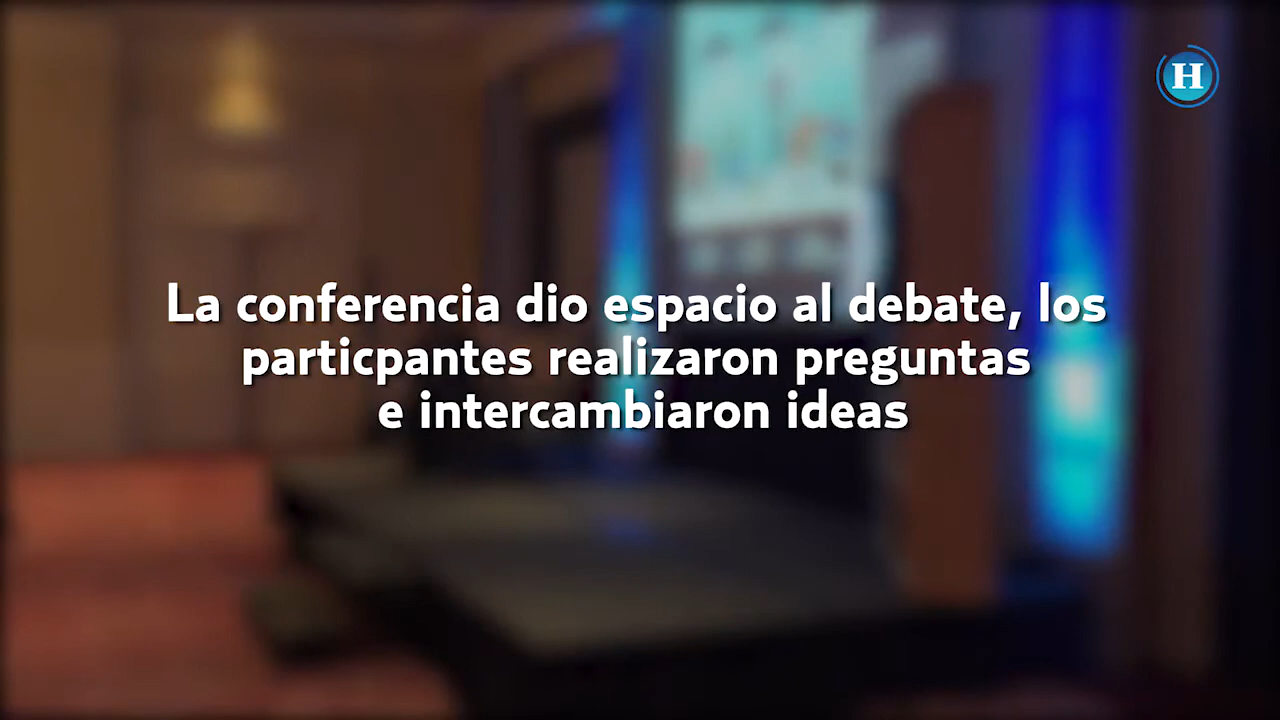 H
La conferencia dio espacio al debate, los
particpantes realizaron preguntas
e intercambiaron ideas